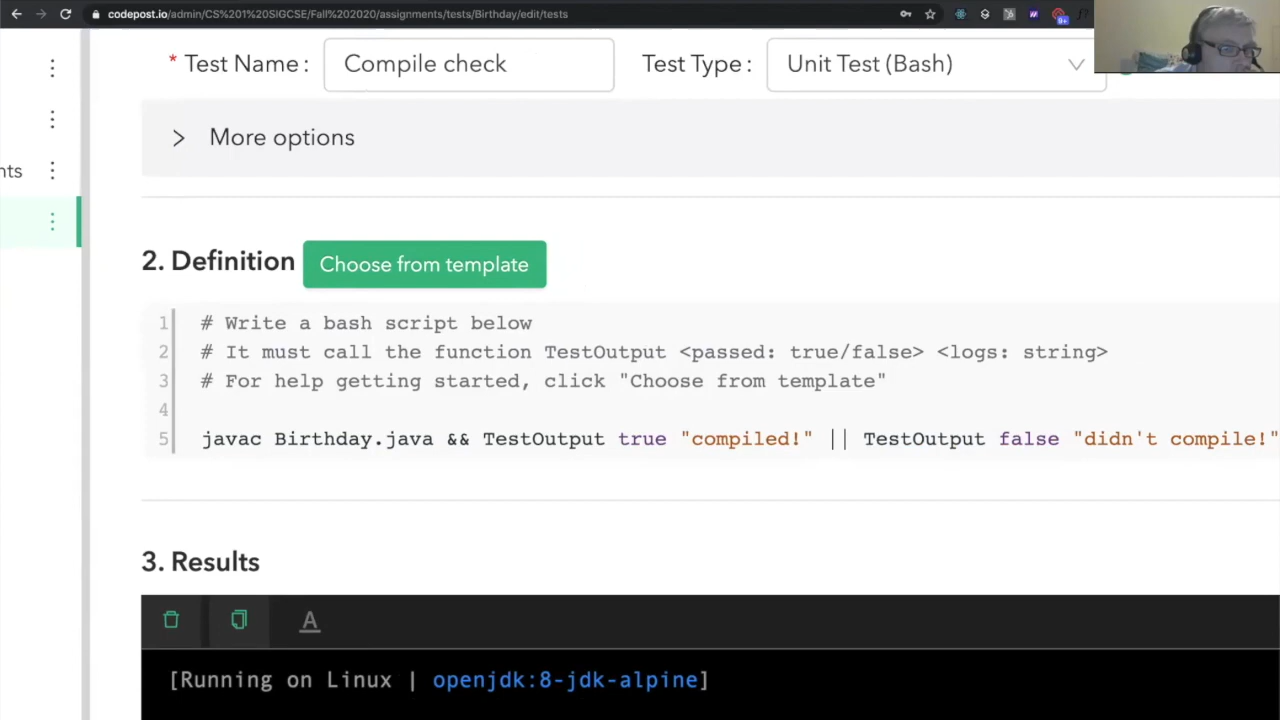 codepost.io/admin/CS%201%20SIGCSE/Fall%202020/assignments/tests/Birthday/edit/tests
9+
f?
* Test Name :
Compile check
Test Type :
Unit Test (Bash)
More options
nts
2. Definition
Choose from template
1 # Write a bash script below
2 # It must call the function TestOutput <passed: true/false> <logs: string>
3 # For help getting started, click "Choose from template"
4
5 javac Birthday.java && TestOutput true "compiled!" || TestOutput false "didn't compile!"
3. Results
A
[Running on Linux | openjdk:8-jdk-alpine]